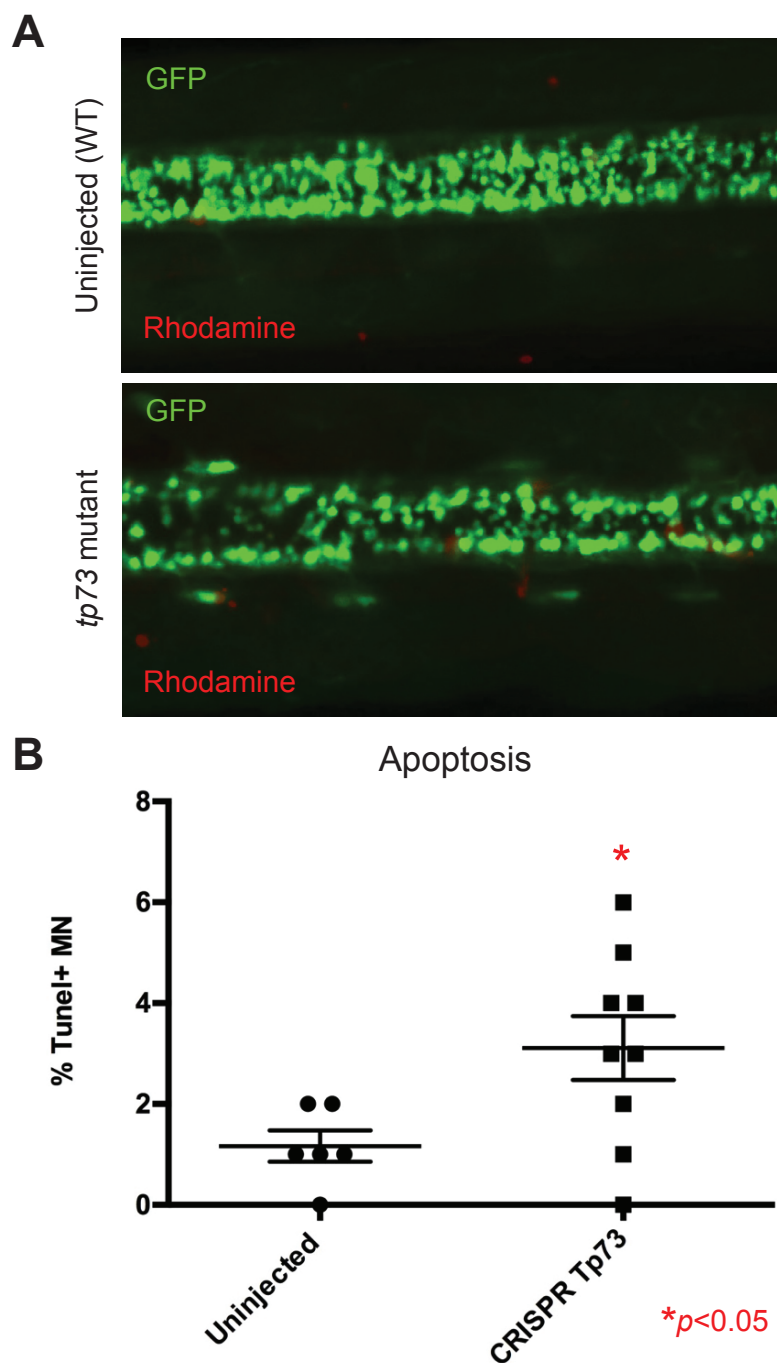 A
Uninjected (WT)
GFP
Rhodamine
tp73 mutant
GFP
Rhodamine
B
Apoptosis
% Tunel+ MN
8
6
4
2
0
*
Uninjected
CRISPR Tp73
*p<0.05